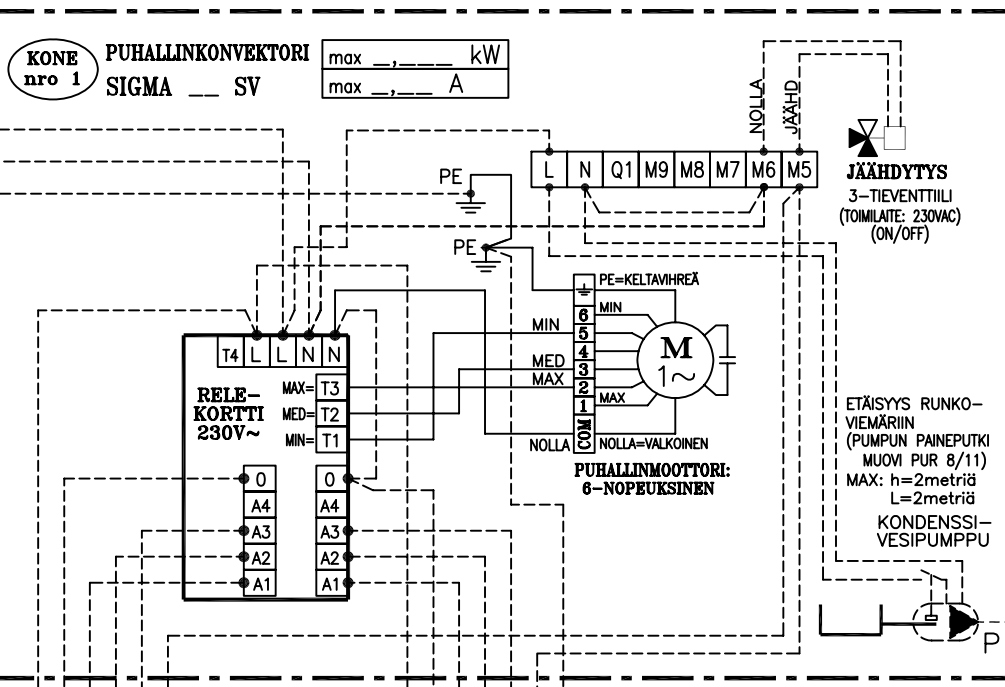 KONE
nro 1
PUHALLINKONVEKTORI
SIGMA __ SV
max __,___ kW
max __,__ A
NOLLA
JÄÄHD
L N Q1 M9 M8 M7 M6 M5
JÄÄHDYTYS
3-TIEVENTTIILI
(TOIMILAITE: 230VAC)
(ON/OFF)
PE
PE
PE=KELTAVIHREÄ
MIN
6
MIN
5
4
MED
3
MAX
2
MAX
1
NOLLA
COM
NOLLA=VALKOINEN
M
1~
PUHALLINMOOTTORI:
6-NOPEUKSINEN
T4 L L N N
RELE-
KORTTI
230V~
MAX= T3
MED= T2
MIN= T1
0 0
A4 A4
A3 A3
A2 A2
A1 A1
ETÄISYYS RUNKO-
VIEMÄRIIN
(PUMPUN PAINEPUTKI
MUOVI PUR 8/11)
MAX: h=2metriä
L=2metriä
KONDENSSI-
VESIPUMPPU
P